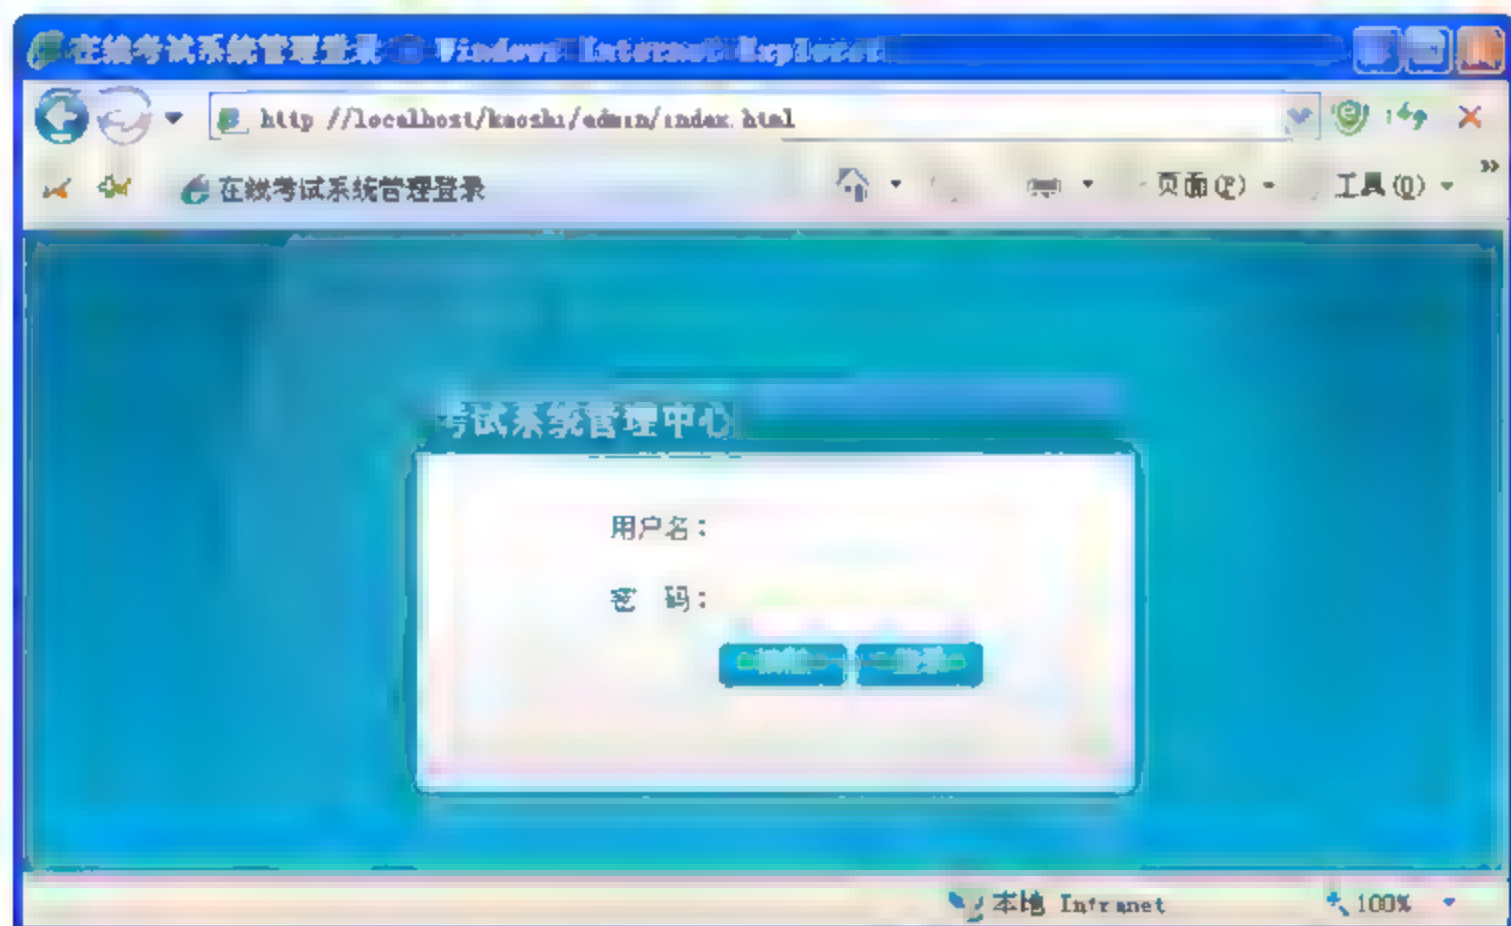 在线考试系统管理登录 - Windows Internet Explorer
http //localhost/kaoshi/admin/index.html
在线考试系统管理登录
页面(P)
工具(O)
»
考试系统管理中心
用户名：
密 码：
登录
本地 Intranet
100%